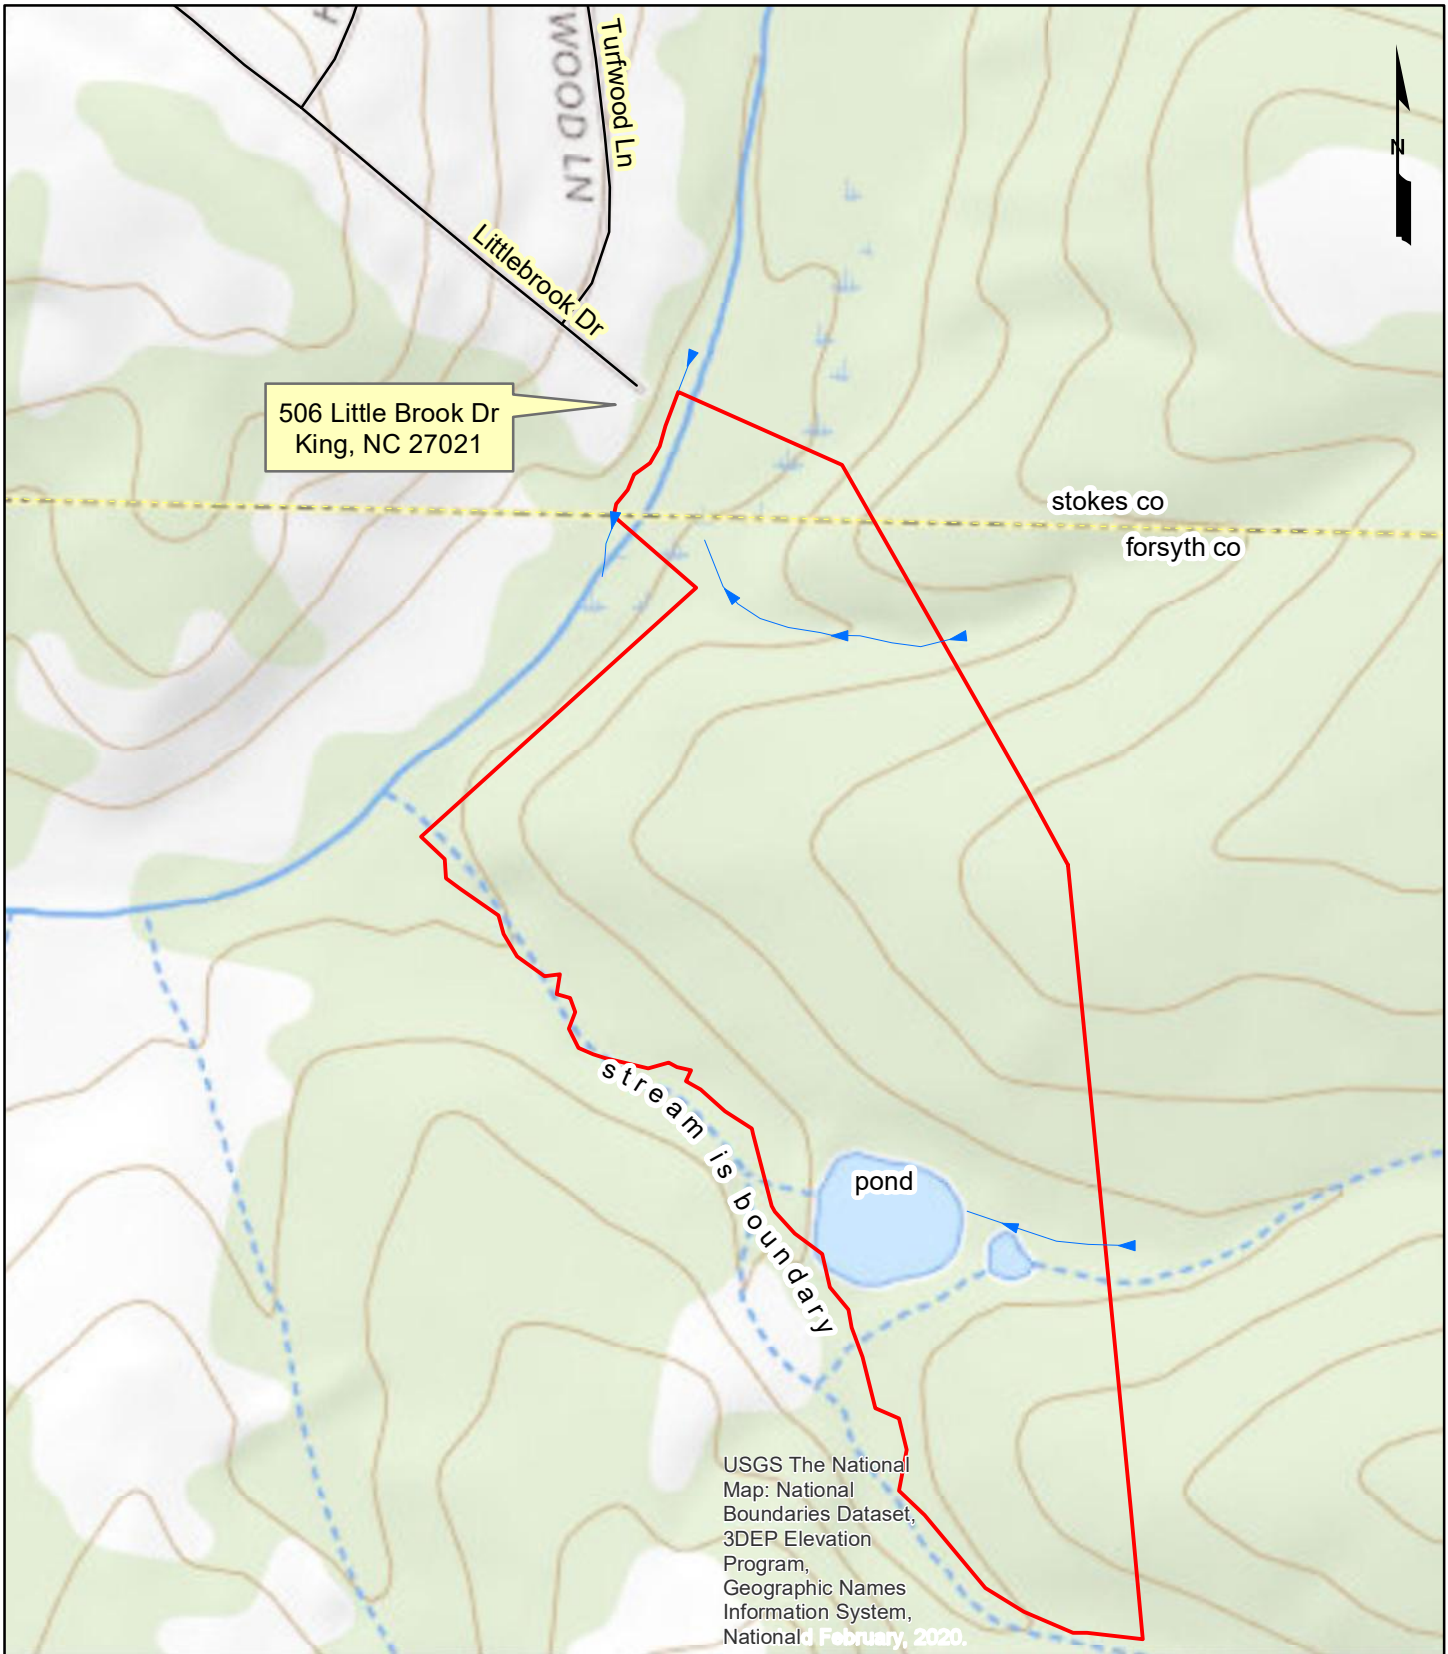 WOOD LN
Turfwood Ln
N
Littlebrook Dr
506 Little Brook Dr
King, NC 27021
stokes co
forsyth co
stream is boundary
pond
USGS The National
Map: National
Boundaries Dataset,
3DEP Elevation
Program,
Geographic Names
Information System,
National February, 2020.